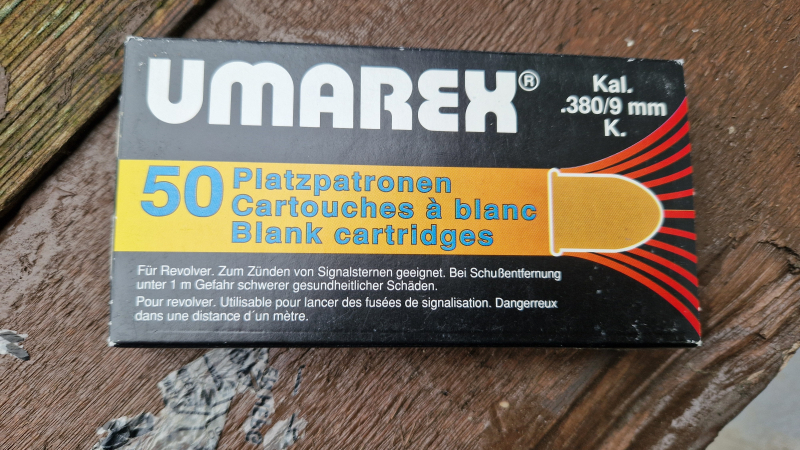 UMAREX®
Kal.
.380/9 mm
K.
50
Platzpatronen
Cartouches à blanc
Blank cartridges
Für Revolver. Zum Zünden von Signalsternen geeignet. Bei Schußentfernung
unter 1 m Gefahr schwerer gesundheitlicher Schäden.
Pour revolver. Utilisable pour lancer des fusées de signalisation. Dangerreux
dans une distance d´un mètre.